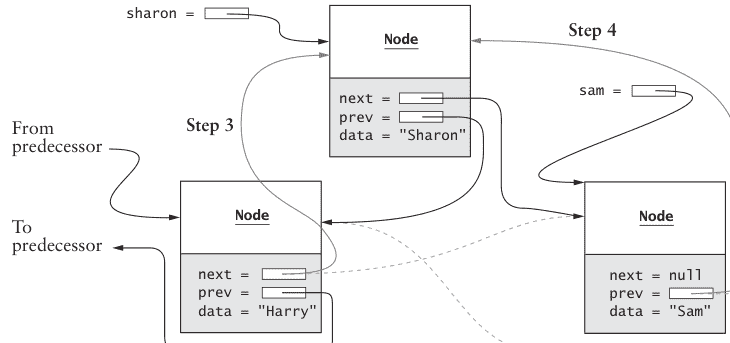 sharon =
Node
Step 4
next =
prev =
data = "Sharon"
sam =
Step 3
From
predecessor
Node
Node
To
predecessor
next =
prev =
data = "Harry"
next = null
prev =
data = "Sam"